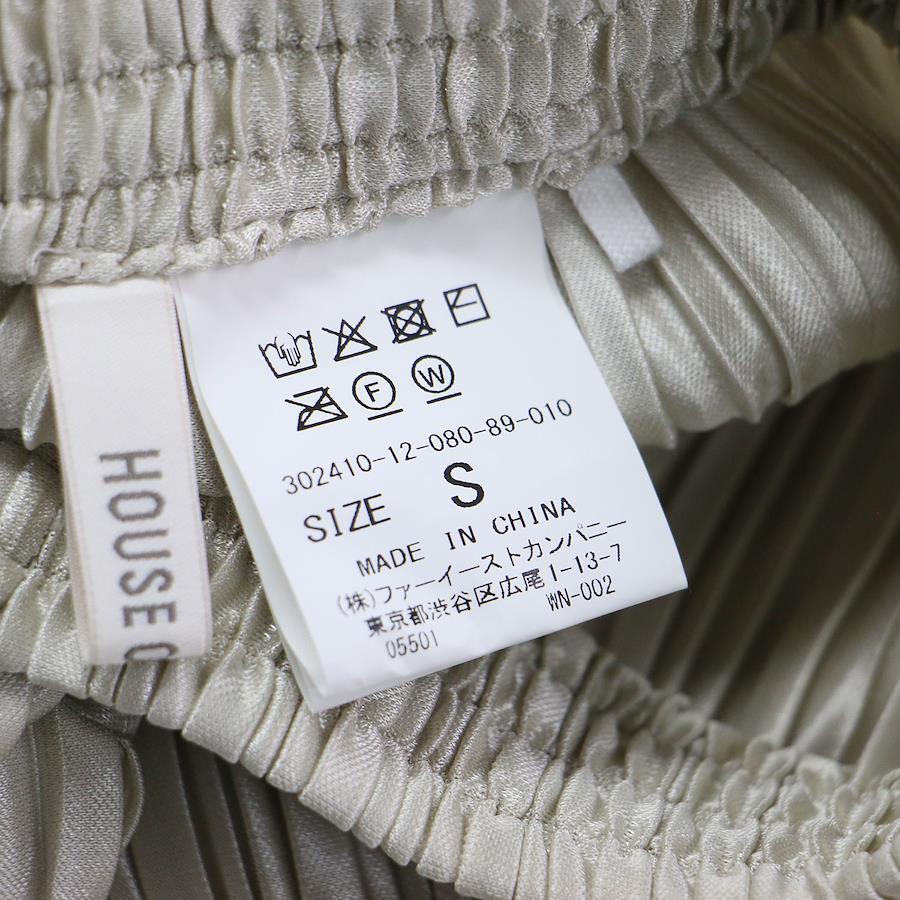 F W
302410-12-080-89-010
SIZE S
MADE IN CHINA
(株)ファーイーストカンパニー
東京都渋谷区広尾1-13-7
05501 WN-002
HOUSE